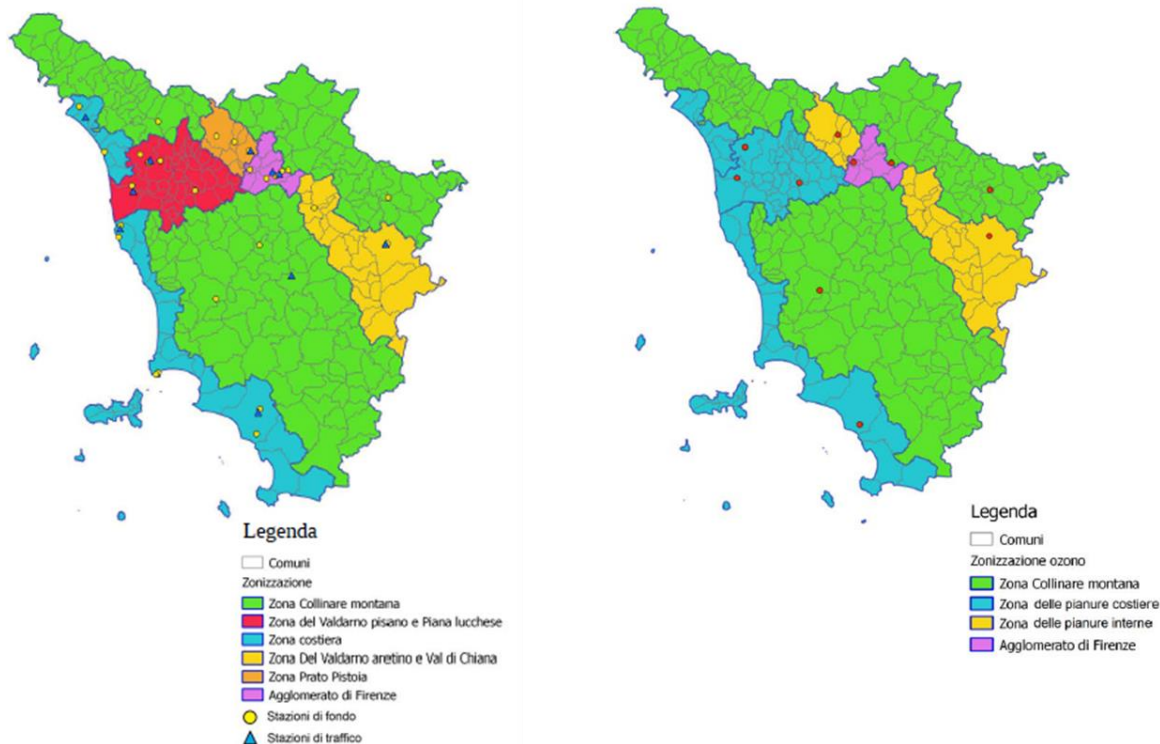 Legenda
Comuni
Zonizzazione
Zona Collinare montana
Zona del Valdarno pisano e Piana lucchese
Zona costiera
Zona Del Valdarno aretino e Val di Chiana
Zona Prato Pistoia
Agglomerato di Firenze
Stazioni di fondo
Stazioni di traffico
Legenda
Comuni
Zonizzazione ozono
Zona Collinare montana
Zona delle pianure costiere
Zona delle pianure interne
Agglomerato di Firenze